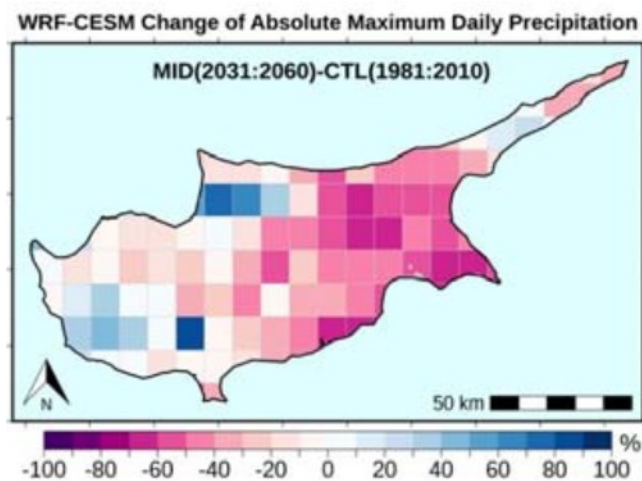 WRF-CESM Change of Absolute Maximum Daily Precipitation
MID(2031:2060)-CTL(1981:2010)
N
50 km
%
-100 -80 -60 -40 -20 0 20 40 60 80 100